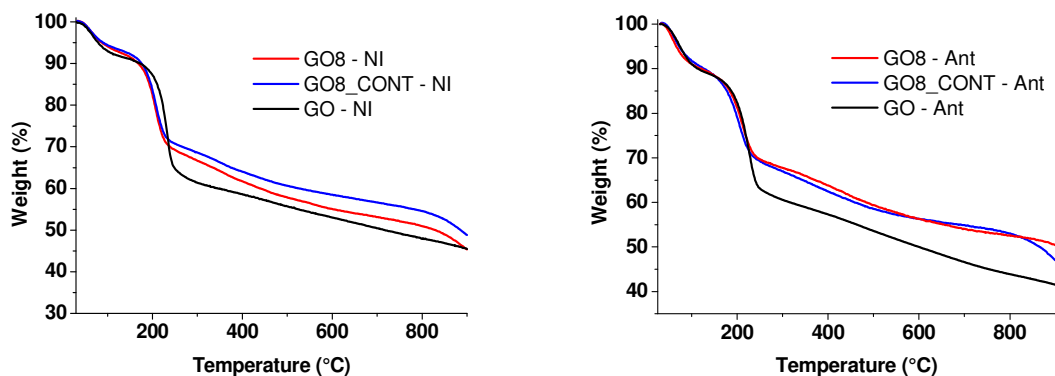 100
90
80
70
60
50
40
30
200
400
600
800
Weight (%)
Temperature (°C)
GO8 - NI
GO8_CONT - NI
GO - NI
100
90
80
70
60
50
40
200
400
600
800
Weight (%)
Temperature (°C)
GO8 - Ant
GO8_CONT - Ant
GO - Ant